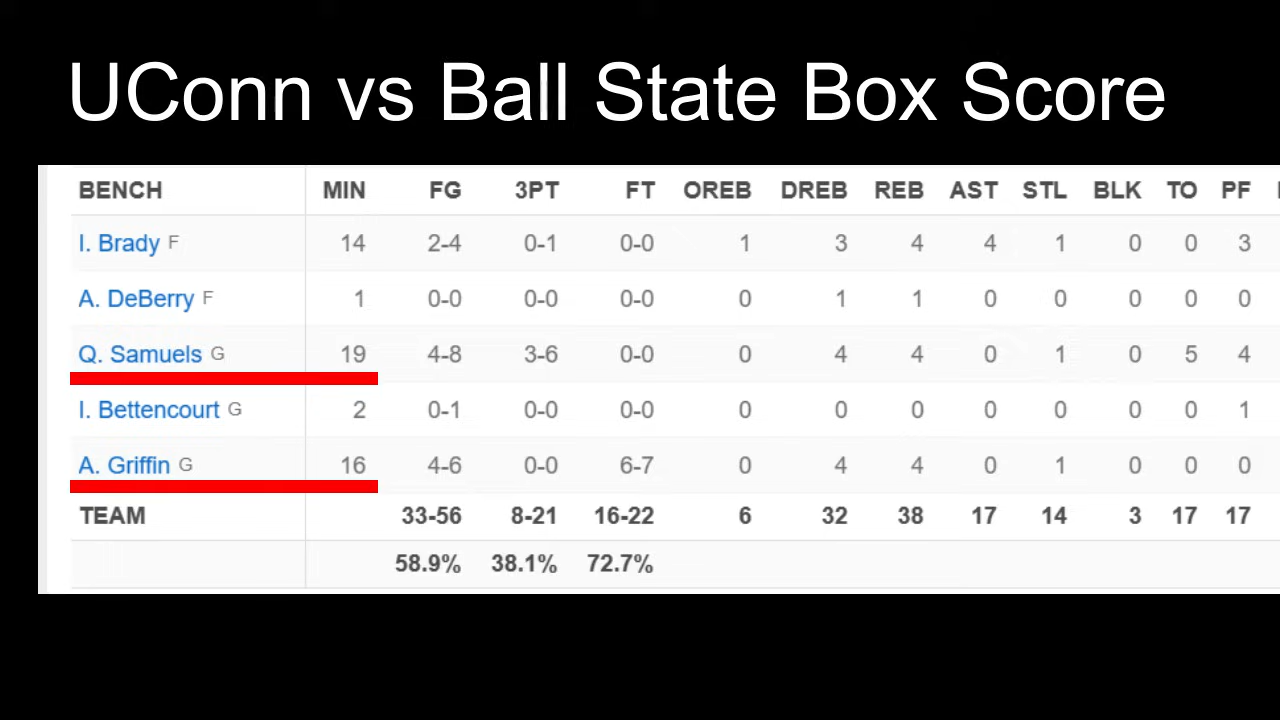 UConn vs Ball State Box Score
BENCH MIN FG 3PT FT OREB DREB REB AST STL BLK TO PF
I. Brady F 14 2-4 0-1 0-0 1 3 4 4 1 0 0 3
A. DeBerry F 1 0-0 0-0 0-0 0 1 1 0 0 0 0 0
Q. Samuels G 19 4-8 3-6 0-0 0 4 4 0 1 0 5 4
I. Bettencourt G 2 0-1 0-0 0-0 0 0 0 0 0 0 0 1
A. Griffin G 16 4-6 0-0 6-7 0 4 4 0 1 0 0 0
TEAM 33-56 8-21 16-22 6 32 38 17 14 3 17 17
58.9% 38.1% 72.7%